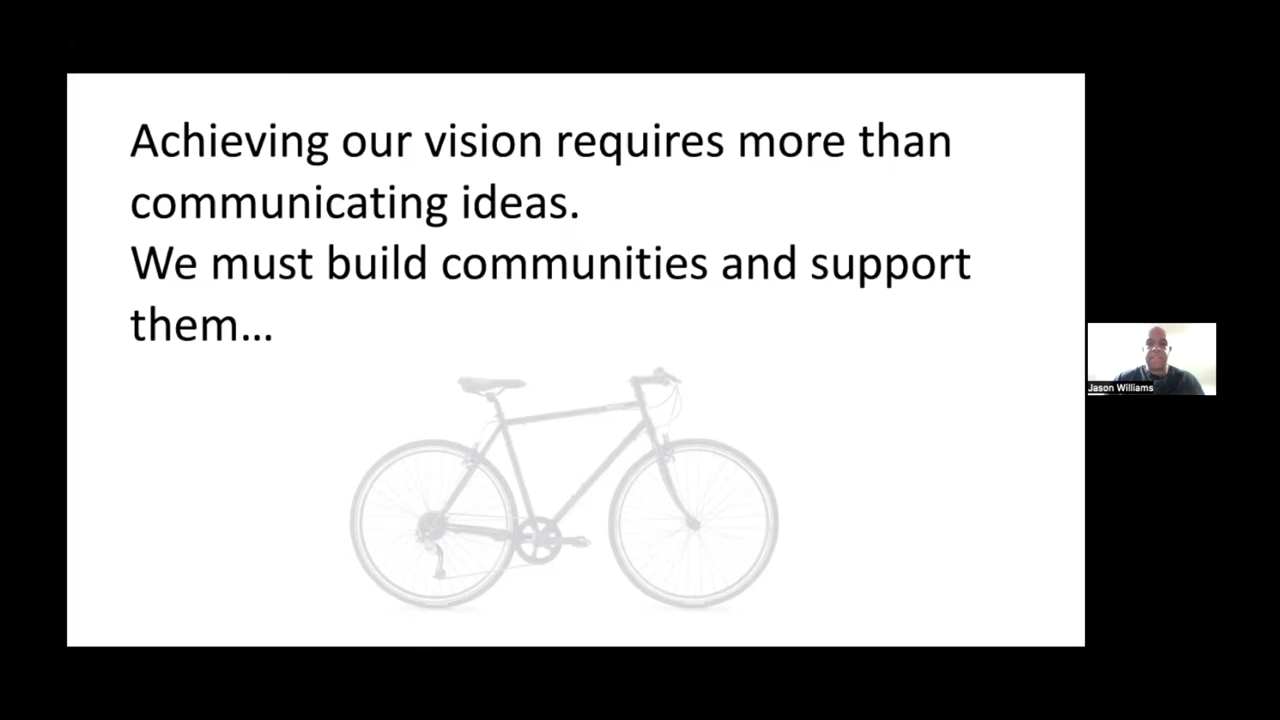 Achieving our vision requires more than
communicating ideas.
We must build communities and support
them...
Jason Williams